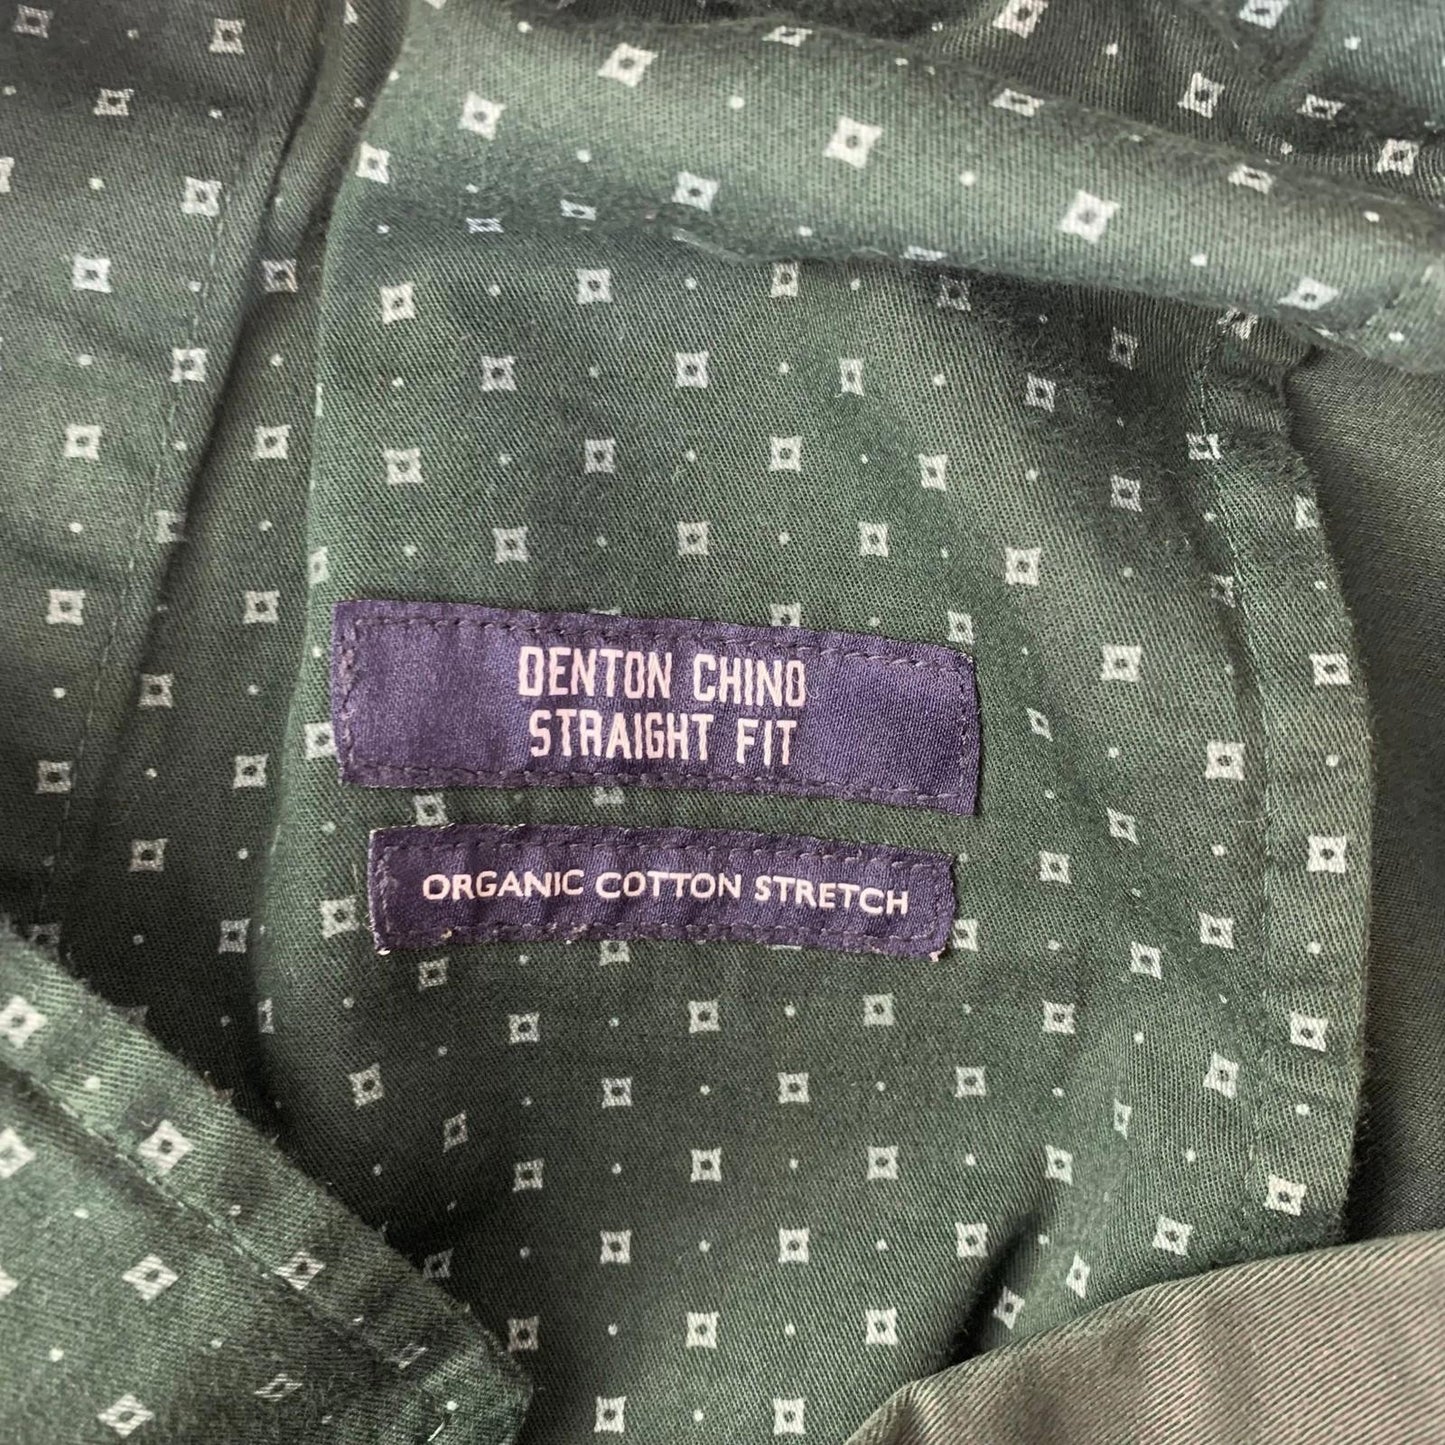 DENTON CHINO
STRAIGHT FIT
ORGANIC COTTON STRETCH